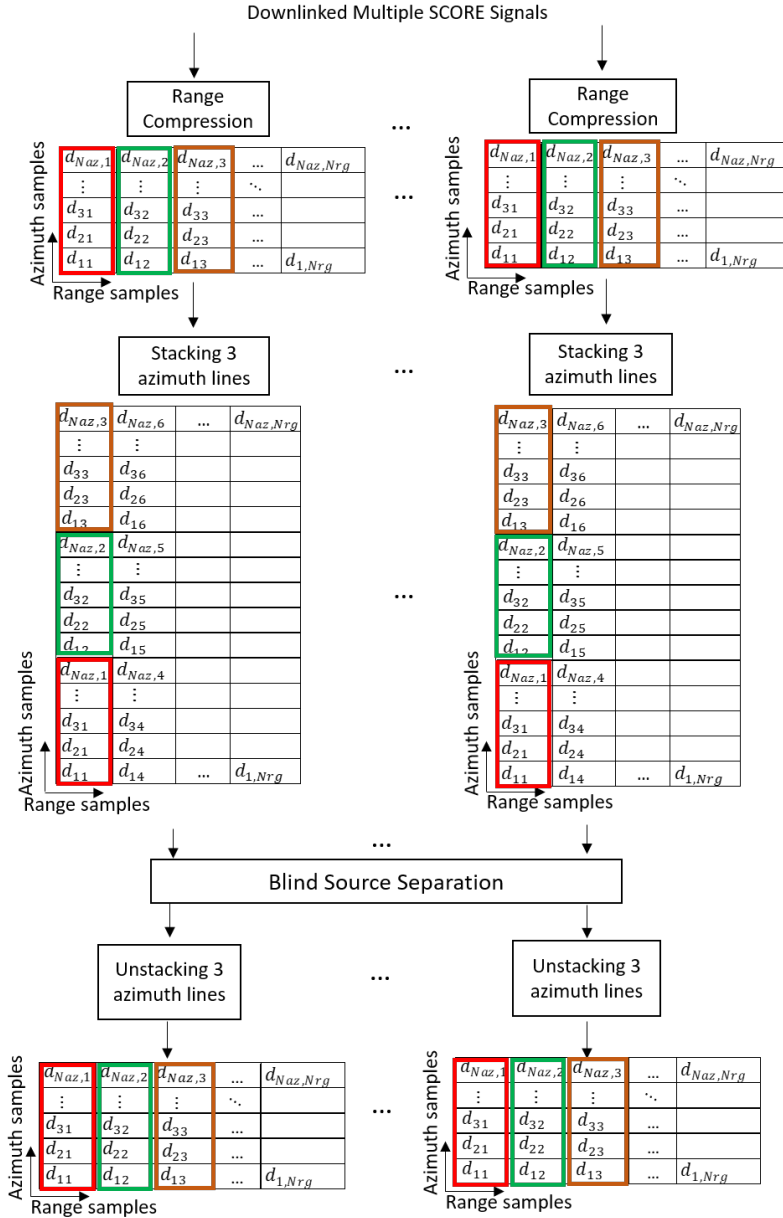 Downlinked Multiple SCORE Signals
Range Compression ... Range Compression
Azimuth samples
d_{Naz,1} d_{Naz,2} d_{Naz,3} ... d_{Naz,Nrg}
⋮ ⋮ ⋮ ⋱
d_{31} d_{32} d_{33} ...
d_{21} d_{22} d_{23} ...
d_{11} d_{12} d_{13} ... d_{1,Nrg}
Range samples
...
Azimuth samples
d_{Naz,1} d_{Naz,2} d_{Naz,3} ... d_{Naz,Nrg}
⋮ ⋮ ⋮ ⋱
d_{31} d_{32} d_{33} ...
d_{21} d_{22} d_{23} ...
d_{11} d_{12} d_{13} ... d_{1,Nrg}
Range samples
Stacking 3 azimuth lines ... Stacking 3 azimuth lines
d_{Naz,3} d_{Naz,6} ... d_{Naz,Nrg}
⋮ ⋮
d_{33} d_{36}
d_{23} d_{26}
d_{13} d_{16}
d_{Naz,2} d_{Naz,5}
⋮ ⋮
d_{32} d_{35}
d_{22} d_{25}
d_{12} d_{15}
Azimuth samples
d_{Naz,1} d_{Naz,4}
⋮ ⋮
d_{31} d_{34}
d_{21} d_{24}
d_{11} d_{14} ... d_{1,Nrg}
Range samples
...
d_{Naz,3} d_{Naz,6} ... d_{Naz,Nrg}
⋮ ⋮
d_{33} d_{36}
d_{23} d_{26}
d_{13} d_{16}
d_{Naz,2} d_{Naz,5}
⋮ ⋮
d_{32} d_{35}
d_{22} d_{25}
d_{12} d_{15}
Azimuth samples
d_{Naz,1} d_{Naz,4}
⋮ ⋮
d_{31} d_{34}
d_{21} d_{24}
d_{11} d_{14} ... d_{1,Nrg}
Range samples
...
Blind Source Separation
Unstacking 3 azimuth lines ... Unstacking 3 azimuth lines
Azimuth samples
d_{Naz,1} d_{Naz,2} d_{Naz,3} ... d_{Naz,Nrg}
⋮ ⋮ ⋮ ⋱
d_{31} d_{32} d_{33} ...
d_{21} d_{22} d_{23} ...
d_{11} d_{12} d_{13} ... d_{1,Nrg}
Range samples
...
Azimuth samples
d_{Naz,1} d_{Naz,2} d_{Naz,3} ... d_{Naz,Nrg}
⋮ ⋮ ⋮ ⋱
d_{31} d_{32} d_{33} ...
d_{21} d_{22} d_{23} ...
d_{11} d_{12} d_{13} ... d_{1,Nrg}
Range samples